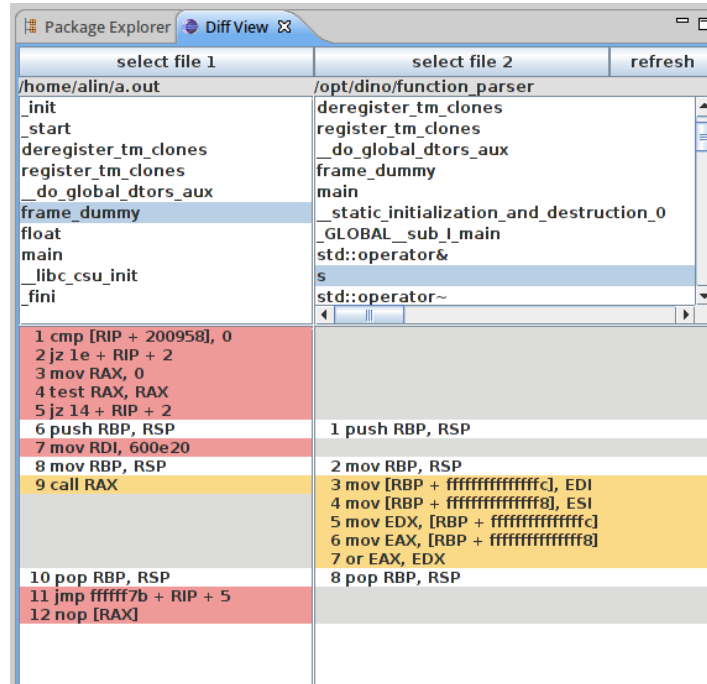 Package Explorer Diff View
select file 1 select file 2 refresh
/home/alin/a.out /opt/dino/function_parser
_init
_start
deregister_tm_clones
register_tm_clones
__do_global_dtors_aux
frame_dummy
float
main
__libc_csu_init
_fini
deregister_tm_clones
register_tm_clones
__do_global_dtors_aux
frame_dummy
main
__static_initialization_and_destruction_0
_GLOBAL__sub_I_main
std::operator&
s
std::operator~
1 cmp [RIP + 200958], 0
2 jz 1e + RIP + 2
3 mov RAX, 0
4 test RAX, RAX
5 jz 14 + RIP + 2
6 push RBP, RSP
7 mov RDI, 600e20
8 mov RBP, RSP
9 call RAX
10 pop RBP, RSP
11 jmp ffffff7b + RIP + 5
12 nop [RAX]
1 push RBP, RSP
2 mov RBP, RSP
3 mov [RBP + fffffffffffffffc], EDI
4 mov [RBP + fffffffffffffff8], ESI
5 mov EDX, [RBP + fffffffffffffffc]
6 mov EAX, [RBP + fffffffffffffff8]
7 or EAX, EDX
8 pop RBP, RSP